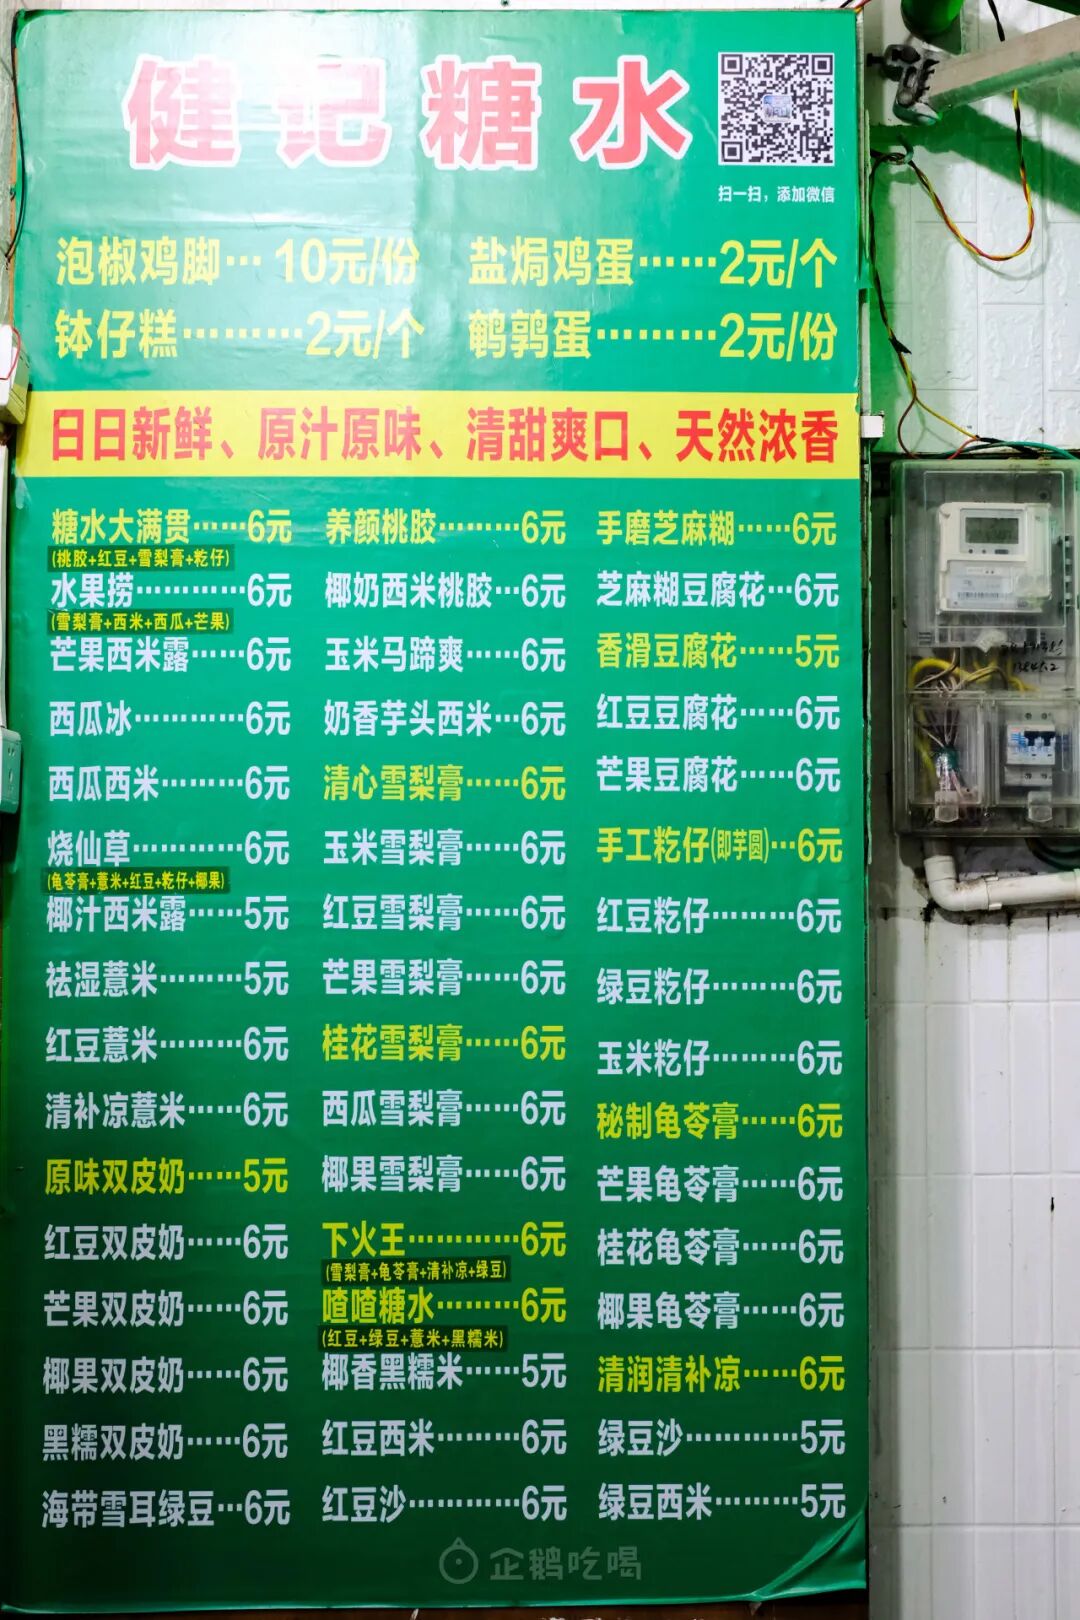 健记糖水
扫一扫，添加微信
泡椒鸡脚…10元/份
盐焗鸡蛋……2元/个
钵仔糕………2元/个
鹌鹑蛋………2元/份
日日新鲜、原汁原味、清甜爽口、天然浓香
糖水大满贯……6元
(桃胶+红豆+雪梨膏+籺仔)
水果捞…………6元
(雪梨膏+西米+西瓜+芒果)
芒果西米露……6元
西瓜冰…………6元
西瓜西米………6元
烧仙草…………6元
(龟苓膏+薏米+红豆+籺仔+椰果)
椰汁西米露……5元
祛湿薏米………5元
红豆薏米………6元
清补凉薏米……6元
原味双皮奶……5元
红豆双皮奶……6元
芒果双皮奶……6元
椰果双皮奶……6元
黑糯双皮奶……6元
海带雪耳绿豆…6元
养颜桃胶………6元
椰奶西米桃胶…6元
玉米马蹄爽……6元
奶香芋头西米…6元
清心雪梨膏……6元
玉米雪梨膏……6元
红豆雪梨膏……6元
芒果雪梨膏……6元
桂花雪梨膏……6元
西瓜雪梨膏……6元
椰果雪梨膏……6元
下火王…………6元
(雪梨膏+龟苓膏+清补凉+绿豆)
喳喳糖水………6元
(红豆+绿豆+薏米+黑糯米)
椰香黑糯米……5元
红豆西米………6元
红豆沙…………6元
手磨芝麻糊……6元
芝麻糊豆腐花…6元
香滑豆腐花……5元
红豆豆腐花……6元
芒果豆腐花……6元
手工籺仔(即芋圆)…6元
红豆籺仔………6元
绿豆籺仔………6元
玉米籺仔………6元
秘制龟苓膏……6元
芒果龟苓膏……6元
桂花龟苓膏……6元
椰果龟苓膏……6元
清润清补凉……6元
绿豆沙…………5元
绿豆西米………5元
企鹅吃喝